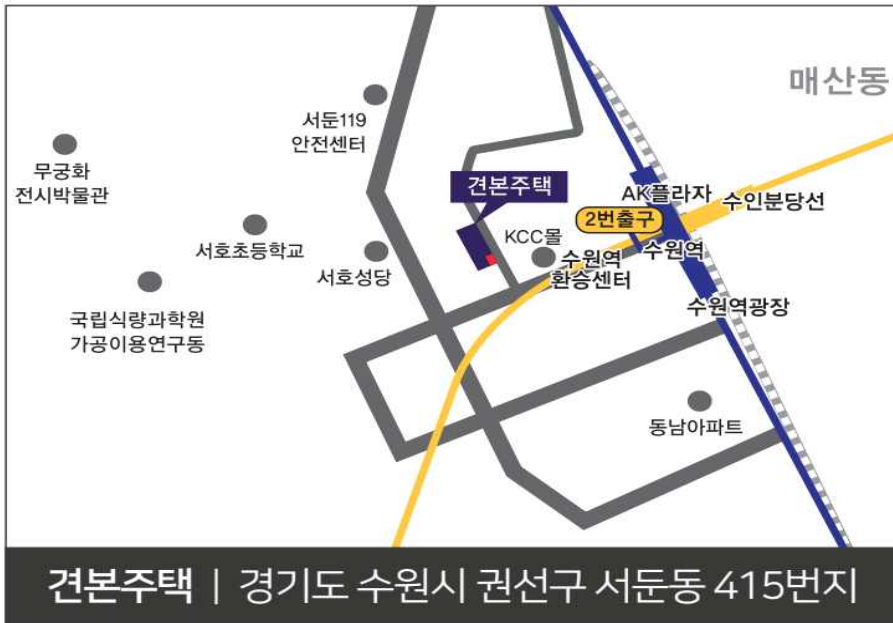 매산동
서둔119
안전센터
무궁화
전시박물관
견본주택
AK플라자
수인분당선
2번출구
서호초등학교
서호성당
KCC몰
수원역
환승센터
수원역
국립식량과학원
가공이용연구동
수원역광장
동남아파트
견본주택 | 경기도 수원시 권선구 서둔동 415번지